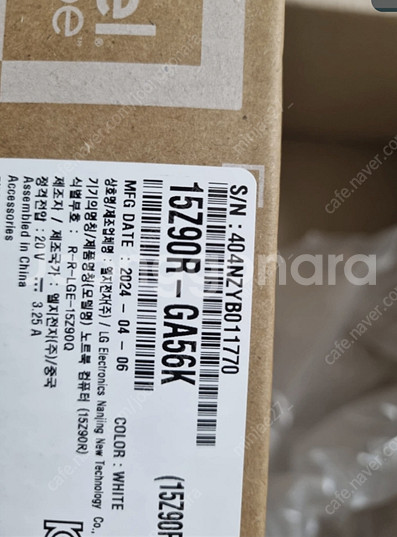 el®
S/N : 404NZYB011770
15Z90R-GA56K
(15Z90R
MFG DATE : 2024 - 04 - 06 COLOR : WHITE
상호명/제조업체명 : 엘지전자(주) / LG Electronics Nanjing New Technology Co.,
기기의명칭/제품명칭(모델명) 노트북 컴퓨터 (15Z90R)
식별부호 : R-R-LGE-15Z90Q
제조자 / 제조국가 : 엘지전자(주)/중국
정격전압 : 20 V ⎓ 3.25 A
Assembled in China
Accessories
cafe.naver.com